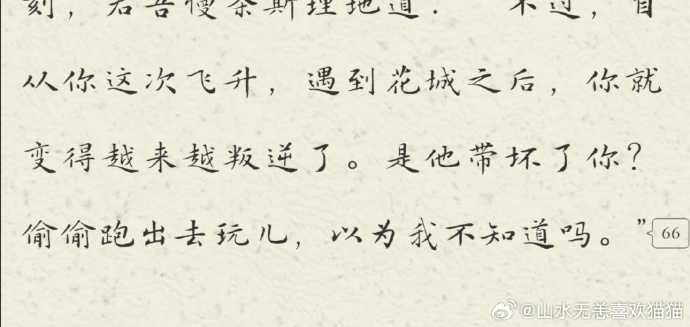 刻，君吾慢条斯理地道："不过，自
从你这次飞升，遇到花城之后，你就
变得越来越叛逆了。是他带坏了你？
偷偷跑出去玩儿，以为我不知道吗。”
66
@山水无恙喜欢猫猫